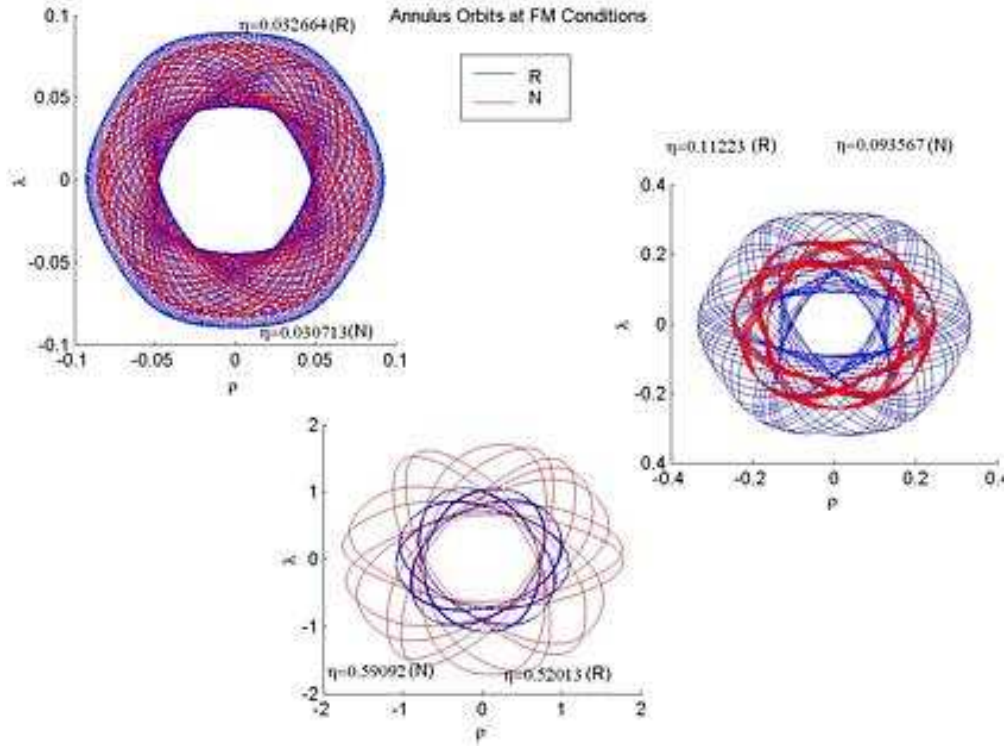 Annulus Orbits at FM Conditions
R
N
η=0.032664 (R)
0.1
0.05
0
-0.05
-0.1
λ
η=0.030713(N)
-0.1 -0.05 0 0.05 0.1
ρ
η=0.11223 (R) η=0.093567(N)
0.4
0.2
0
-0.2
-0.4
λ
-0.4 -0.2 0 0.2 0.4
ρ
2
1
0
-1
-2
λ
η=0.59092 (N) η=0.52013 (R)
-2 -1 0 1 2
ρ